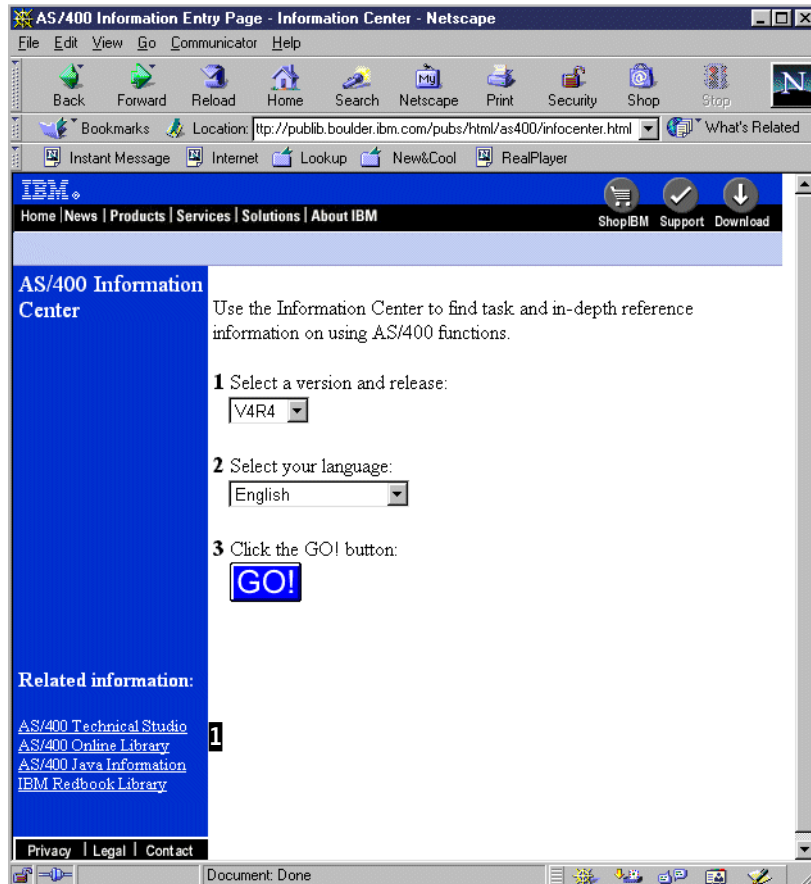 AS/400 Information Entry Page - Information Center - Netscape
File Edit View Go Communicator Help
My
Back Forward Reload Home Search Netscape Print Security Shop Stop
N
Bookmarks Location: ttp://publib.boulder.ibm.com/pubs/html/as400/infocenter.html What's Related
Instant Message Internet Lookup New&Cool RealPlayer
IBM®
Home | News | Products | Services | Solutions | About IBM
ShopIBM Support Download
AS/400 Information
Center
Use the Information Center to find task and in-depth reference
information on using AS/400 functions.
1 Select a version and release:
V4R4
2 Select your language:
English
3 Click the GO! button:
GO!
Related information:
AS/400 Technical Studio
AS/400 Online Library
AS/400 Java Information
IBM Redbook Library
1
Privacy | Legal | Contact
Document: Done